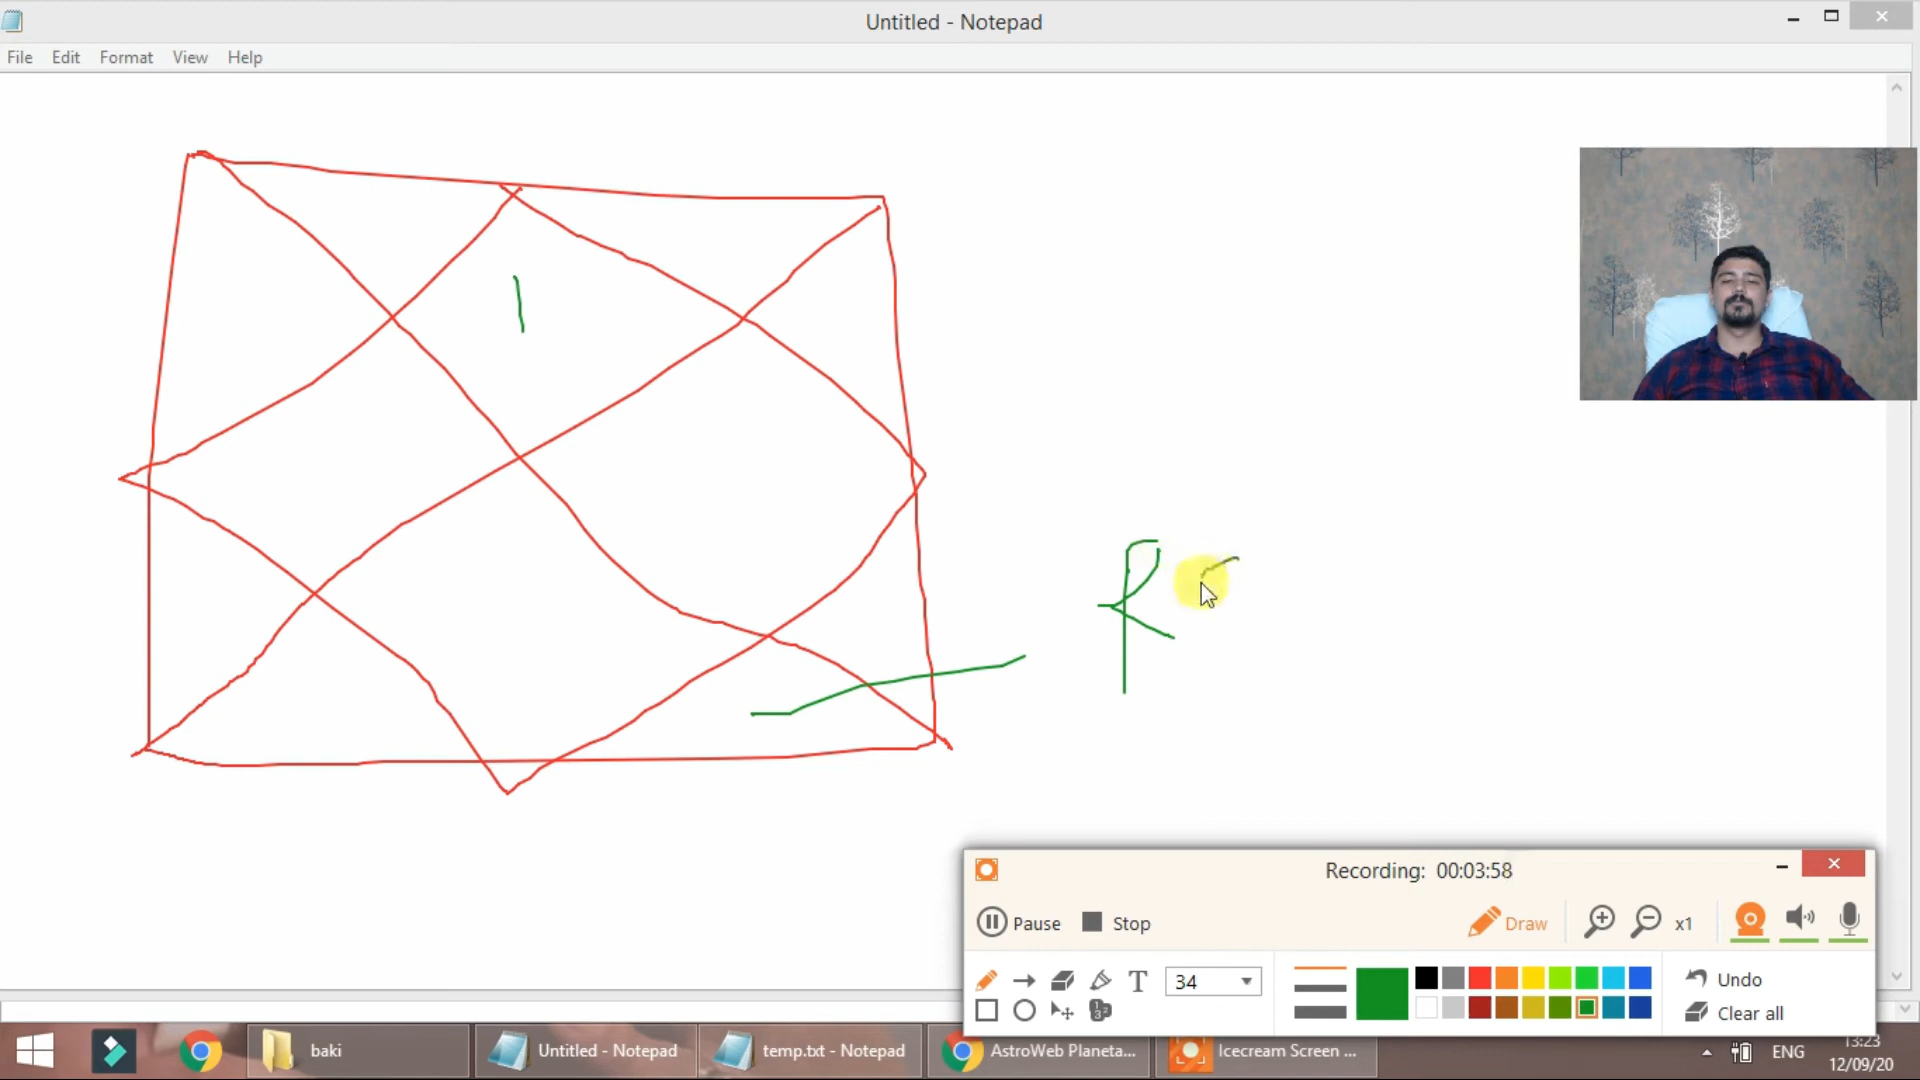 Untitled - Notepad
File Edit Format View Help
1
R
Recording: 00:03:58
Pause Stop Draw x1
T 34 Undo
Clear all
baki Untitled - Notepad temp.txt - Notepad AstroWeb Planeta... Icecream Screen ... ENG 13:23
12/09/20